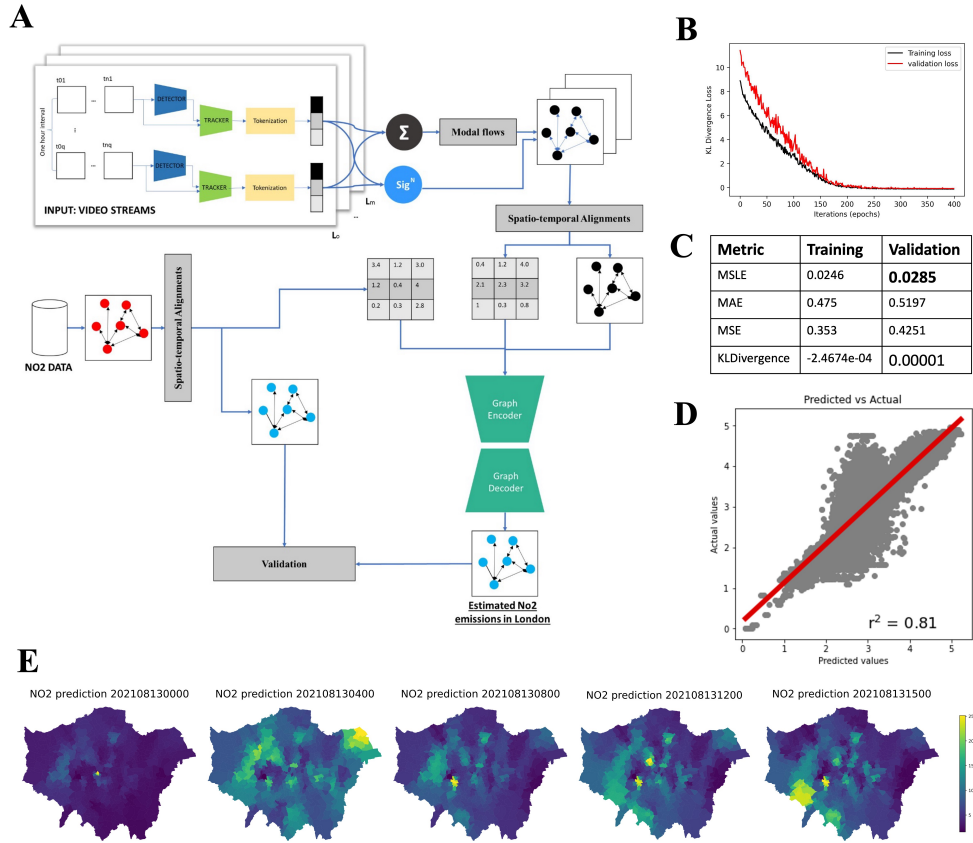 A
t01
tn1
...
DETECTOR
TRACKER
Tokenization
One hour interval
t0q
tnq
...
DETECTOR
TRACKER
Tokenization
INPUT: VIDEO STREAMS
Lm
..
Σ
Sig^N
Modal flows
Spatio-temporal Alignments
NO2 DATA
Spatio-temporal Alignments
3.4 1.2 3.0
1.2 0.4 4
0.2 0.3 2.8
0.4 1.2 4.0
2.1 2.3 3.2
1 0.3 0.8
Graph
Encoder
Graph
Decoder
Validation
Estimated No2
emissions in London
B
Training loss
validation loss
KL Divergence Loss
10
8
6
4
2
0
0 50 100 150 200 250 300 350 400
Iterations (epochs)
C
Metric Training Validation
MSLE 0.0246 0.0285
MAE 0.475 0.5197
MSE 0.353 0.4251
KLDivergence -2.4674e-04 0.00001
D
Predicted vs Actual
Actual values
5
4
3
2
1
0
r² = 0.81
0 1 2 3 4 5
Predicted values
E
NO2 prediction 202108130000
NO2 prediction 202108130400
NO2 prediction 202108130800
NO2 prediction 202108131200
NO2 prediction 202108131500
25
20
15
10
5